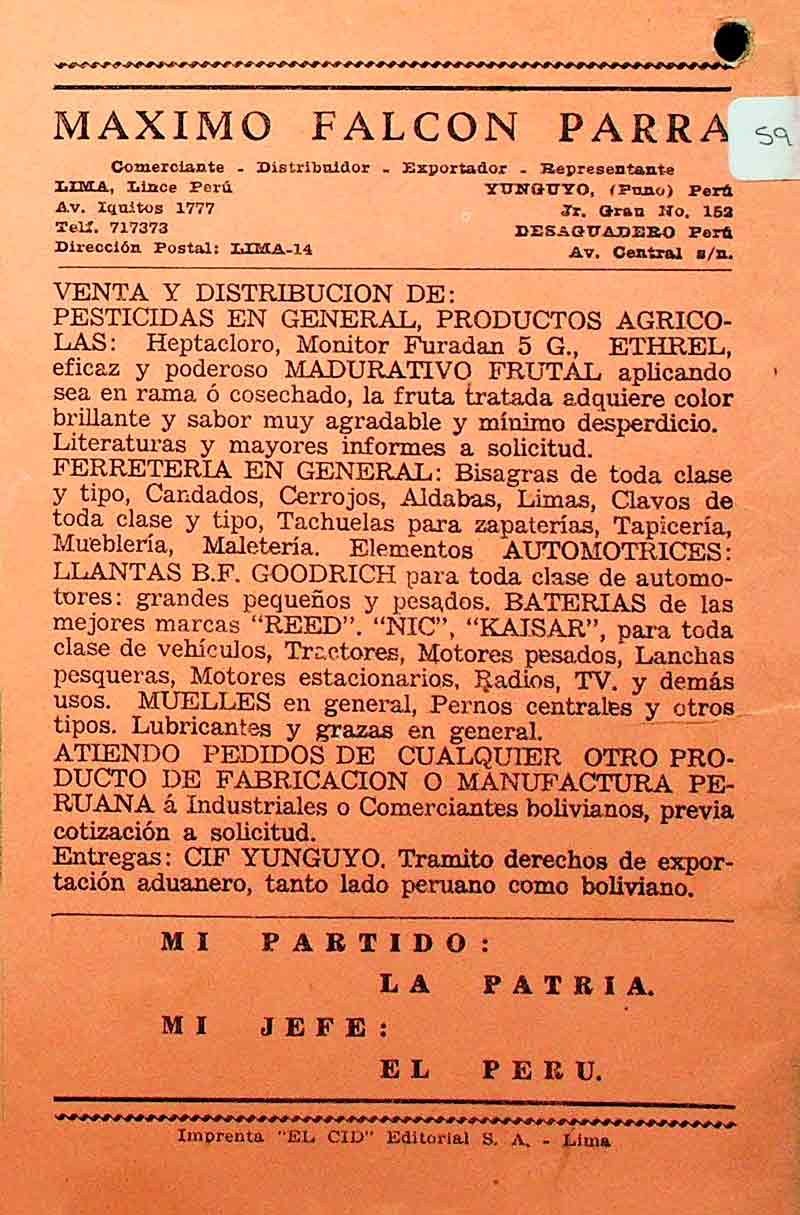 MAXIMO FALCON PARRA
59
Comerciante - Distribuidor - Exportador - Representante
LIMA, Lince Perú
Av. Iquitos 1777
Telf. 717373
Dirección Postal: LIMA-14
YUNGUYO, (Puno) Perú
Jr. Grau No. 152
DESAGUADERO Perú
Av. Central s/n.
VENTA Y DISTRIBUCION DE:
PESTICIDAS EN GENERAL, PRODUCTOS AGRICO-
LAS: Heptacloro, Monitor Furadan 5 G., ETHREL,
eficaz y poderoso MADURATIVO FRUTAL aplicando
sea en rama ó cosechado, la fruta tratada adquiere color
brillante y sabor muy agradable y mínimo desperdicio.
Literaturas y mayores informes a solicitud.
FERRETERIA EN GENERAL: Bisagras de toda clase
y tipo, Candados, Cerrojos, Aldabas, Limas, Clavos de
toda clase y tipo, Tachuelas para zapaterías, Tapicería,
Mueblería, Maletería. Elementos AUTOMOTRICES:
LLANTAS B.F. GOODRICH para toda clase de automo-
tores: grandes pequeños y pesados. BATERIAS de las
mejores marcas "REED". "NIC", "KAISAR", para toda
clase de vehículos, Tractores, Motores pesados, Lanchas
pesqueras, Motores estacionarios, Radios, TV. y demás
usos. MUELLES en general, Pernos centrales y otros
tipos. Lubricantes y grazas en general.
ATIENDO PEDIDOS DE CUALQUIER OTRO PRO-
DUCTO DE FABRICACION O MANUFACTURA PE-
RUANA á Industriales o Comerciantes bolivianos, previa
cotización a solicitud.
Entregas: CIF YUNGUYO. Tramito derechos de expor-
tación aduanero, tanto lado peruano como boliviano.
MI PARTIDO:
LA PATRIA.
MI JEFE:
EL PERU.
Imprenta "EL CID" Editorial S. A. - Lima